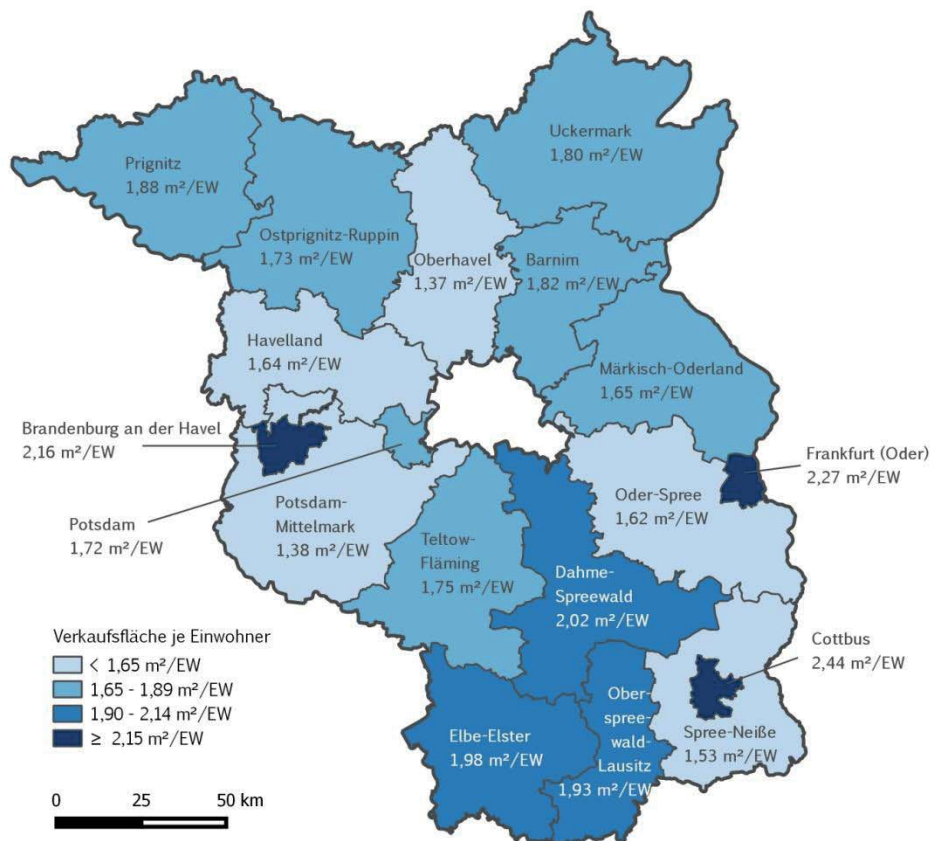 Uckermark
1,80 m²/EW
Prignitz
1,88 m²/EW
Ostprignitz-Ruppin
1,73 m²/EW
Oberhavel
1,37 m²/EW
Barnim
1,82 m²/EW
Havelland
1,64 m²/EW
Märkisch-Oderland
1,65 m²/EW
Brandenburg an der Havel
2,16 m²/EW
Frankfurt (Oder)
2,27 m²/EW
Potsdam
1,72 m²/EW
Potsdam-
Mittelmark
1,38 m²/EW
Oder-Spree
1,62 m²/EW
Teltow-
Fläming
1,75 m²/EW
Dahme-
Spreewald
2,02 m²/EW
Cottbus
2,44 m²/EW
Spree-Neiße
1,53 m²/EW
Elbe-Elster
1,98 m²/EW
Ober-
spree-
wald-
Lausitz
1,93 m²/EW
Verkaufsfläche je Einwohner
< 1,65 m²/EW
1,65 - 1,89 m²/EW
1,90 - 2,14 m²/EW
≥ 2,15 m²/EW
0 25 50 km